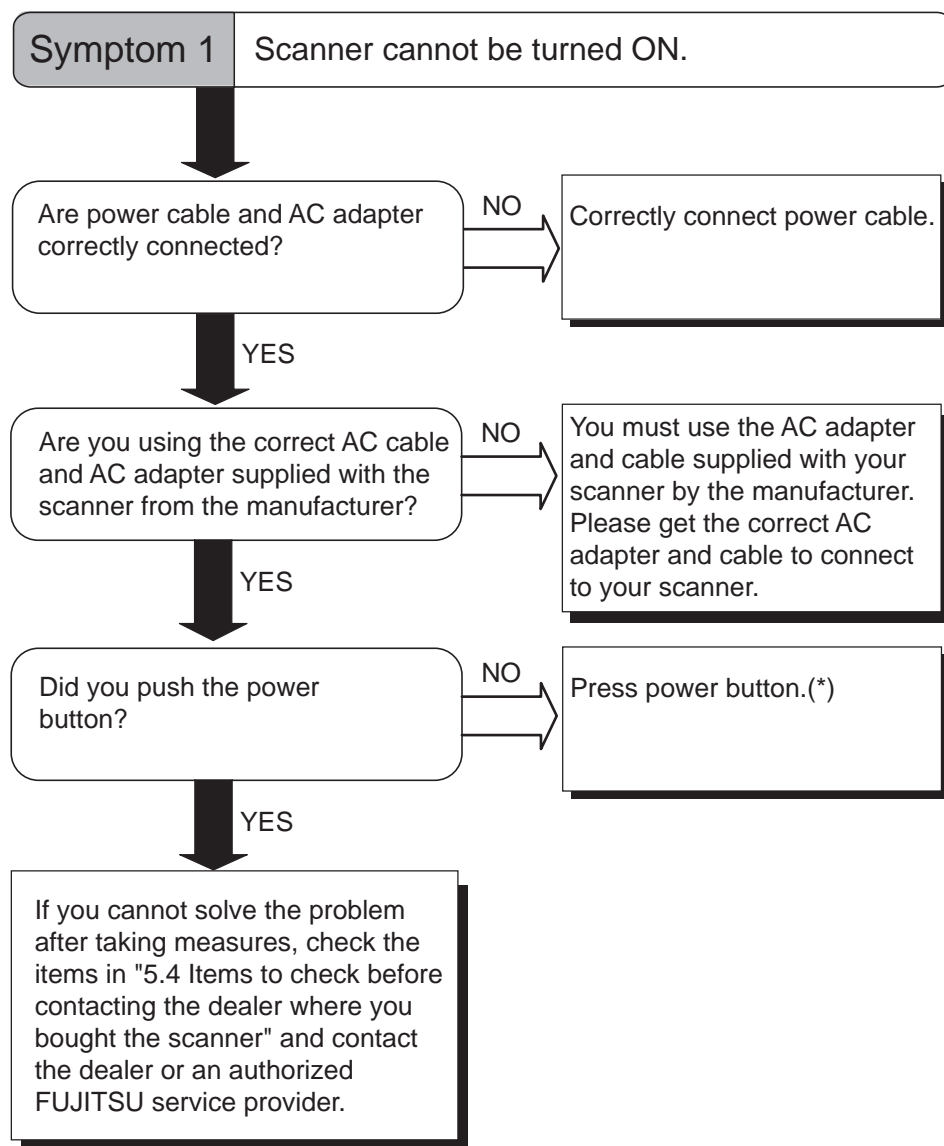 Symptom 1
Scanner cannot be turned ON.
Are power cable and AC adapter
correctly connected?
NO
Correctly connect power cable.
YES
Are you using the correct AC cable
and AC adapter supplied with the
scanner from the manufacturer?
NO
You must use the AC adapter
and cable supplied with your
scanner by the manufacturer.
Please get the correct AC
adapter and cable to connect
to your scanner.
YES
Did you push the power
button?
NO
Press power button.(*)
YES
If you cannot solve the problem
after taking measures, check the
items in "5.4 Items to check before
contacting the dealer where you
bought the scanner" and contact
the dealer or an authorized
FUJITSU service provider.